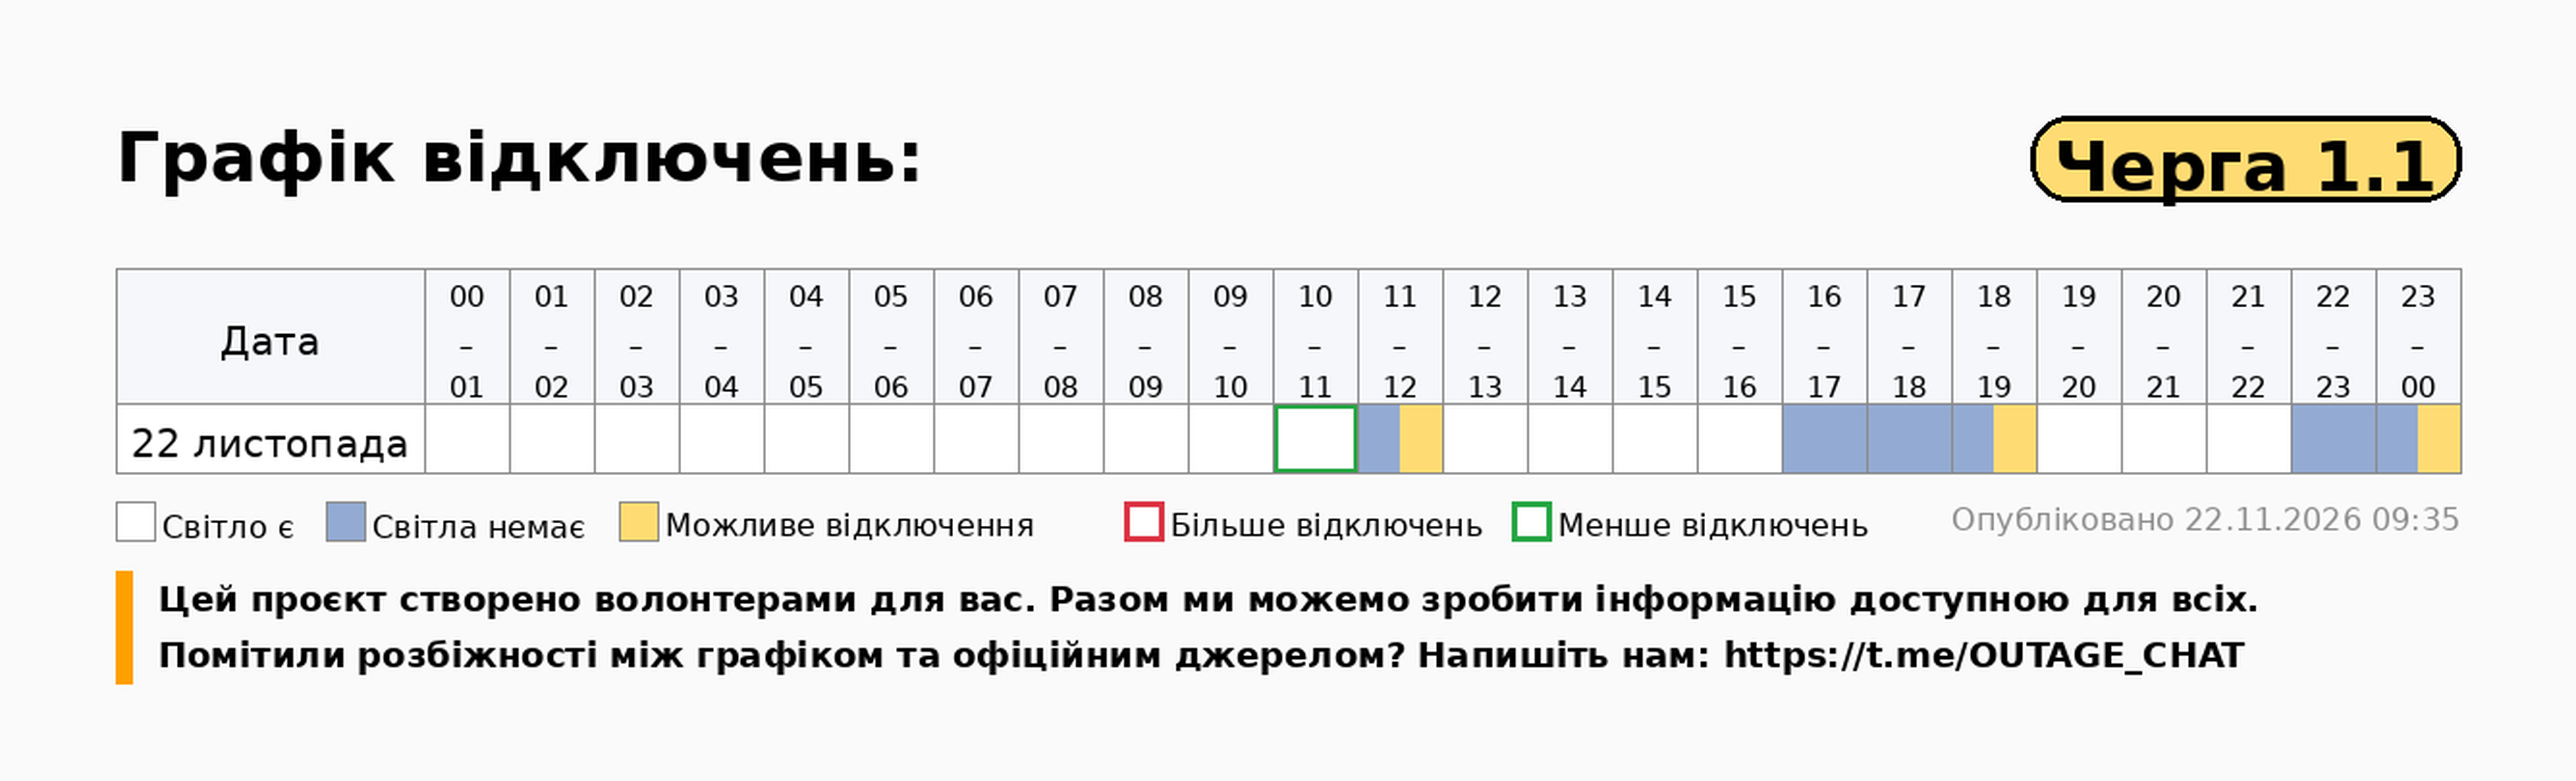 Графік відключень:
Черга 1.1
Дата
00 – 01
01 – 02
02 – 03
03 – 04
04 – 05
05 – 06
06 – 07
07 – 08
08 – 09
09 – 10
10 – 11
11 – 12
12 – 13
13 – 14
14 – 15
15 – 16
16 – 17
17 – 18
18 – 19
19 – 20
20 – 21
21 – 22
22 – 23
23 – 00
22 листопада
Світло є
Світла немає
Можливе відключення
Більше відключень
Менше відключень
Опубліковано 22.11.2026 09:35
Цей проєкт створено волонтерами для вас. Разом ми можемо зробити інформацію доступною для всіх.
Помітили розбіжності між графіком та офіційним джерелом? Напишіть нам: https://t.me/OUTAGE_CHAT